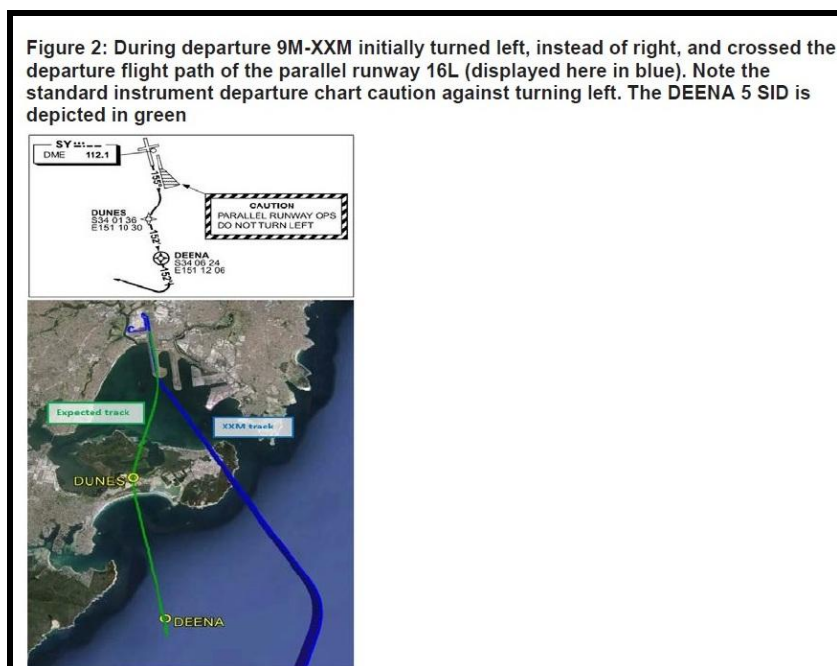 Figure 2: During departure 9M-XXM initially turned left, instead of right, and crossed the
departure flight path of the parallel runway 16L (displayed here in blue). Note the
standard instrument departure chart caution against turning left. The DEENA 5 SID is
depicted in green
SY
DME 112.1
155°
CAUTION
PARALLEL RUNWAY OPS
DO NOT TURN LEFT
DUNES
S34 01 36
E151 10 30
152°
DEENA
S34 06 24
E151 12 06
152°
Expected track
XXM track
DUNES
DEENA